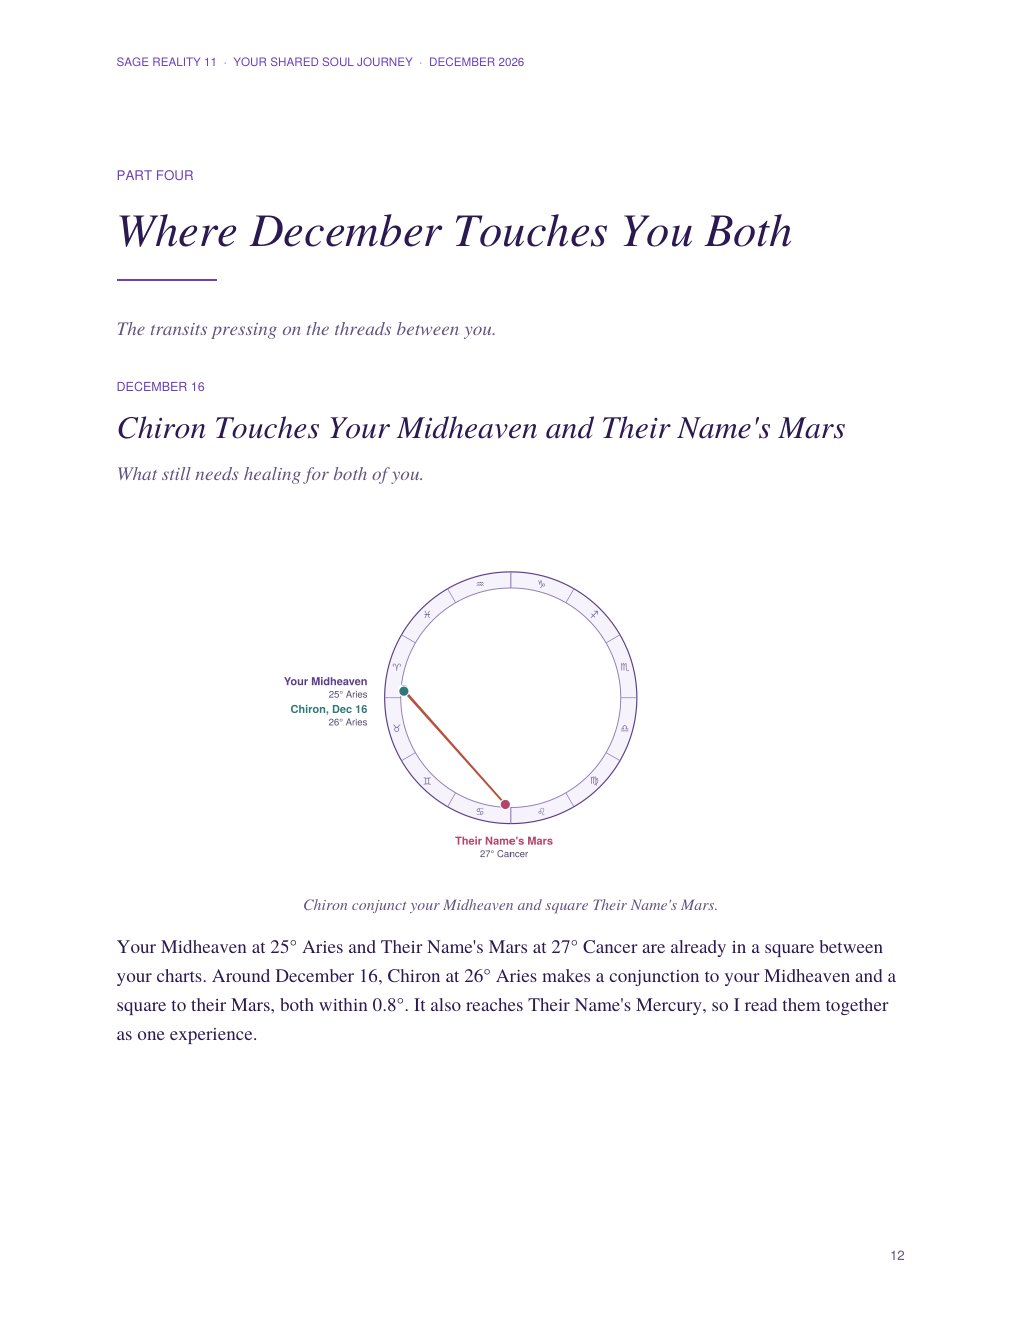 SAGE REALITY 11 · YOUR SHARED SOUL JOURNEY · DECEMBER 2026
PART FOUR
Where December Touches You Both
The transits pressing on the threads between you.
DECEMBER 16
Chiron Touches Your Midheaven and Their Name's Mars
What still needs healing for both of you.
♒ ♑
♓ ♐
♈ ♏
Your Midheaven
25° Aries
Chiron, Dec 16
26° Aries
♉ ♎
♊ ♍
♋ ♌
Their Name's Mars
27° Cancer
Chiron conjunct your Midheaven and square Their Name's Mars.
Your Midheaven at 25° Aries and Their Name's Mars at 27° Cancer are already in a square between
your charts. Around December 16, Chiron at 26° Aries makes a conjunction to your Midheaven and a
square to their Mars, both within 0.8°. It also reaches Their Name's Mercury, so I read them together
as one experience.
12